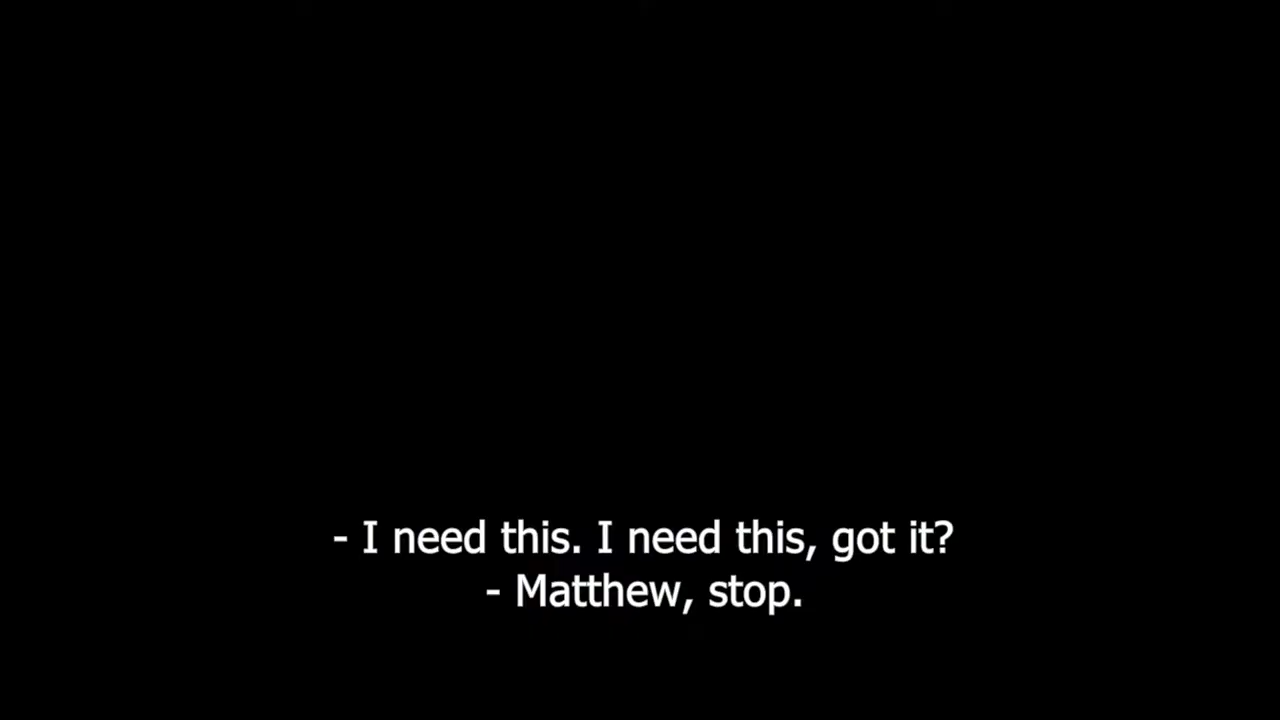 - I need this. I need this, got it?
- Matthew, stop.